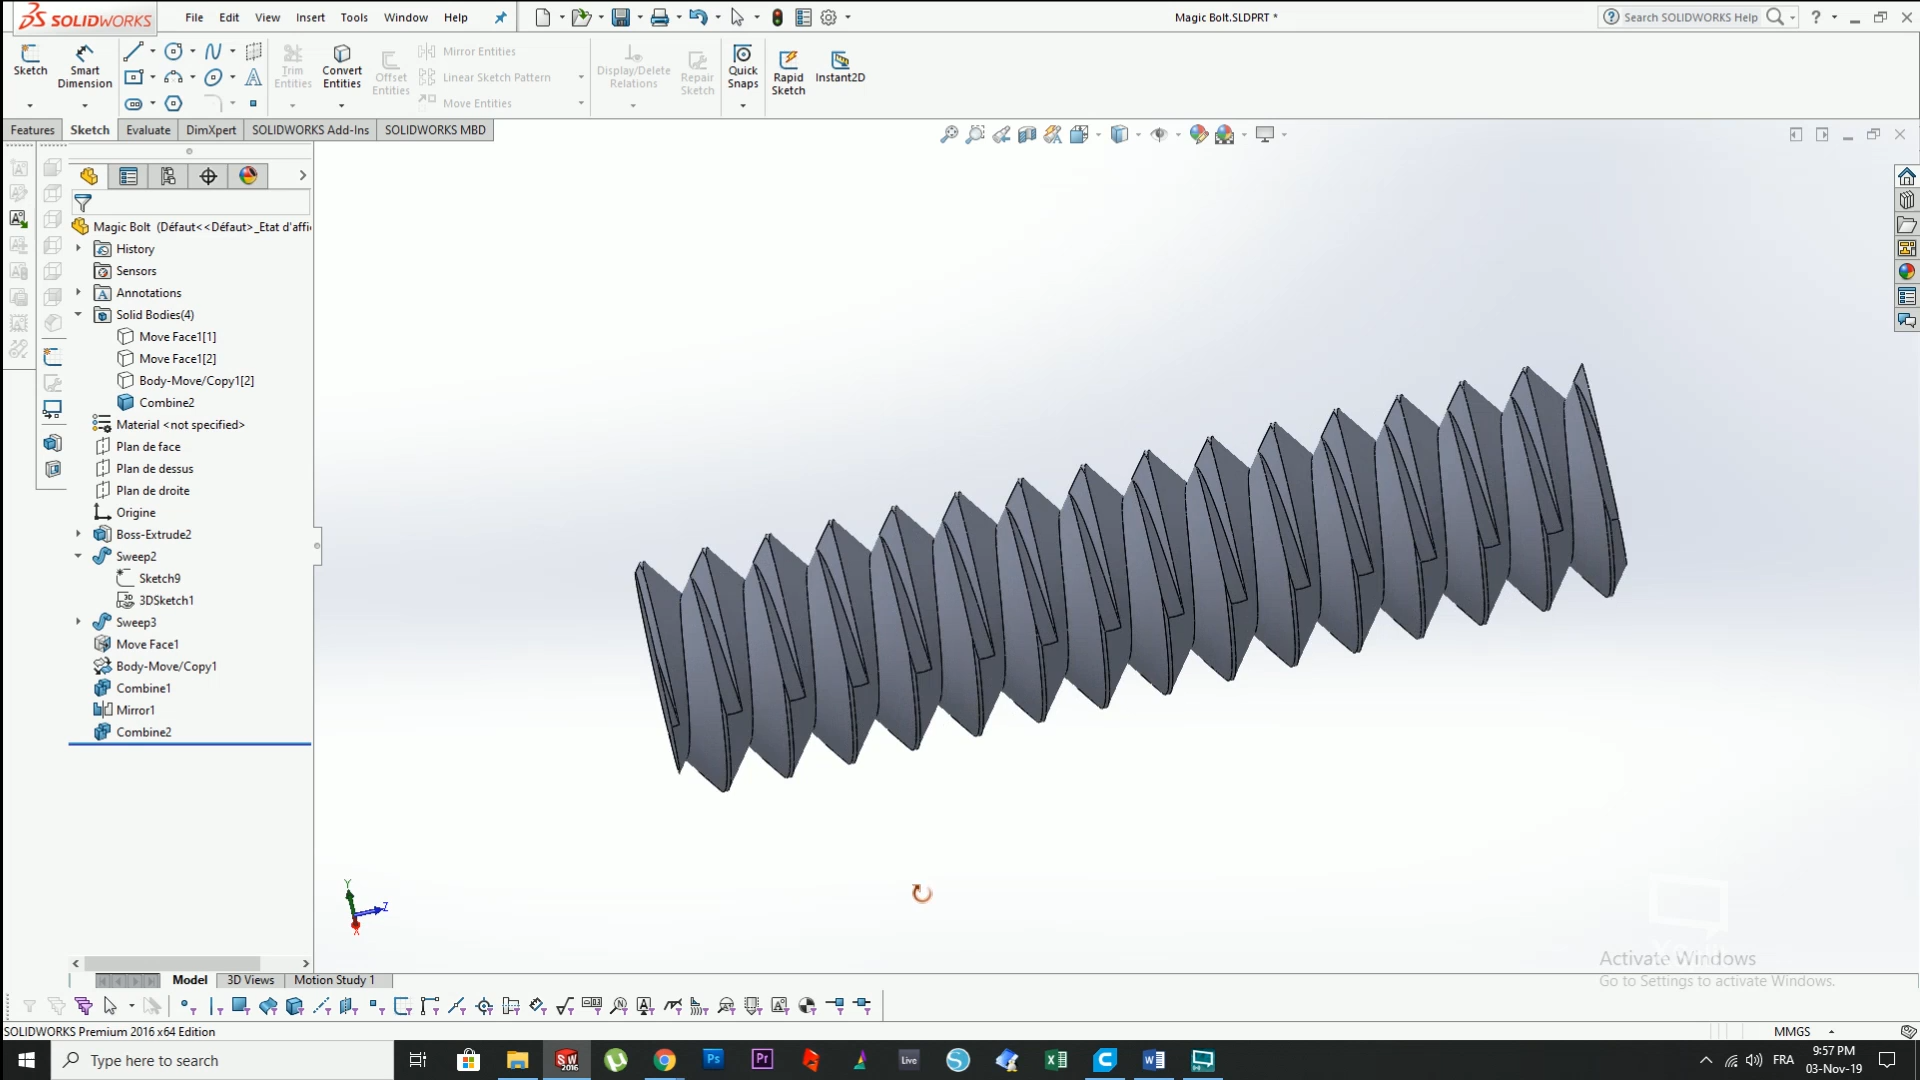 SOLIDWORKS File Edit View Insert Tools Window Help Magic Bolt.SLDPRT * Search SOLIDWORKS Help
Sketch Smart Dimension Trim Entities Convert Entities Offset Entities Mirror Entities Linear Sketch Pattern Move Entities Display/Delete Relations Repair Sketch Quick Snaps Rapid Sketch Instant2D
Features Sketch Evaluate DimXpert SOLIDWORKS Add-Ins SOLIDWORKS MBD
Magic Bolt (Défaut<<Défaut>_Etat d'affi
History
Sensors
Annotations
Solid Bodies(4)
Move Face1[1]
Move Face1[2]
Body-Move/Copy1[2]
Combine2
Material <not specified>
Plan de face
Plan de dessus
Plan de droite
Origine
Boss-Extrude2
Sweep2
Sketch9
3DSketch1
Sweep3
Move Face1
Body-Move/Copy1
Combine1
Mirror1
Combine2
Y
Z
X
Activate Windows
Go to Settings to activate Windows.
Model 3D Views Motion Study 1
SOLIDWORKS Premium 2016 x64 Edition MMGS
Type here to search SW 2016 Ps Pr Live FRA 9:57 PM
03-Nov-19